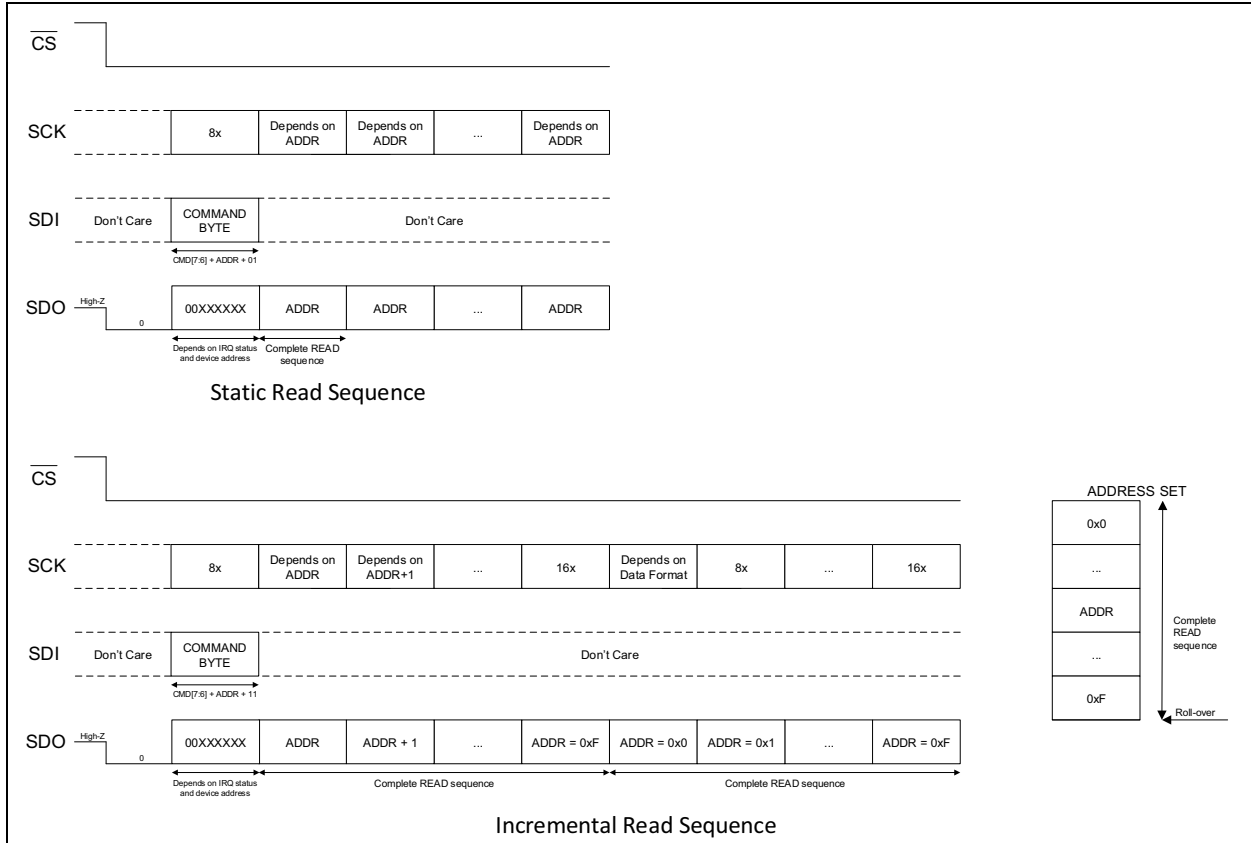 CS
SCK
8x
Depends on
ADDR
Depends on
ADDR
...
Depends on
ADDR
SDI
Don't Care
COMMAND
BYTE
Don't Care
CMD[7:6] + ADDR + 01
SDO
High-Z
0
00XXXXXX
ADDR
ADDR
...
ADDR
Depends on IRQ status
and device address
Complete READ
sequence
Static Read Sequence
CS
SCK
8x
Depends on
ADDR
Depends on
ADDR+1
...
16x
Depends on
Data Format
8x
...
16x
SDI
Don't Care
COMMAND
BYTE
Don't Care
CMD[7:6] + ADDR + 11
SDO
High-Z
0
00XXXXXX
ADDR
ADDR + 1
...
ADDR = 0xF
ADDR = 0x0
ADDR = 0x1
...
ADDR = 0xF
Depends on IRQ status
and device address
Complete READ sequence
Complete READ sequence
Incremental Read Sequence
ADDRESS SET
0x0
...
ADDR
...
0xF
Complete
READ
sequence
Roll-over